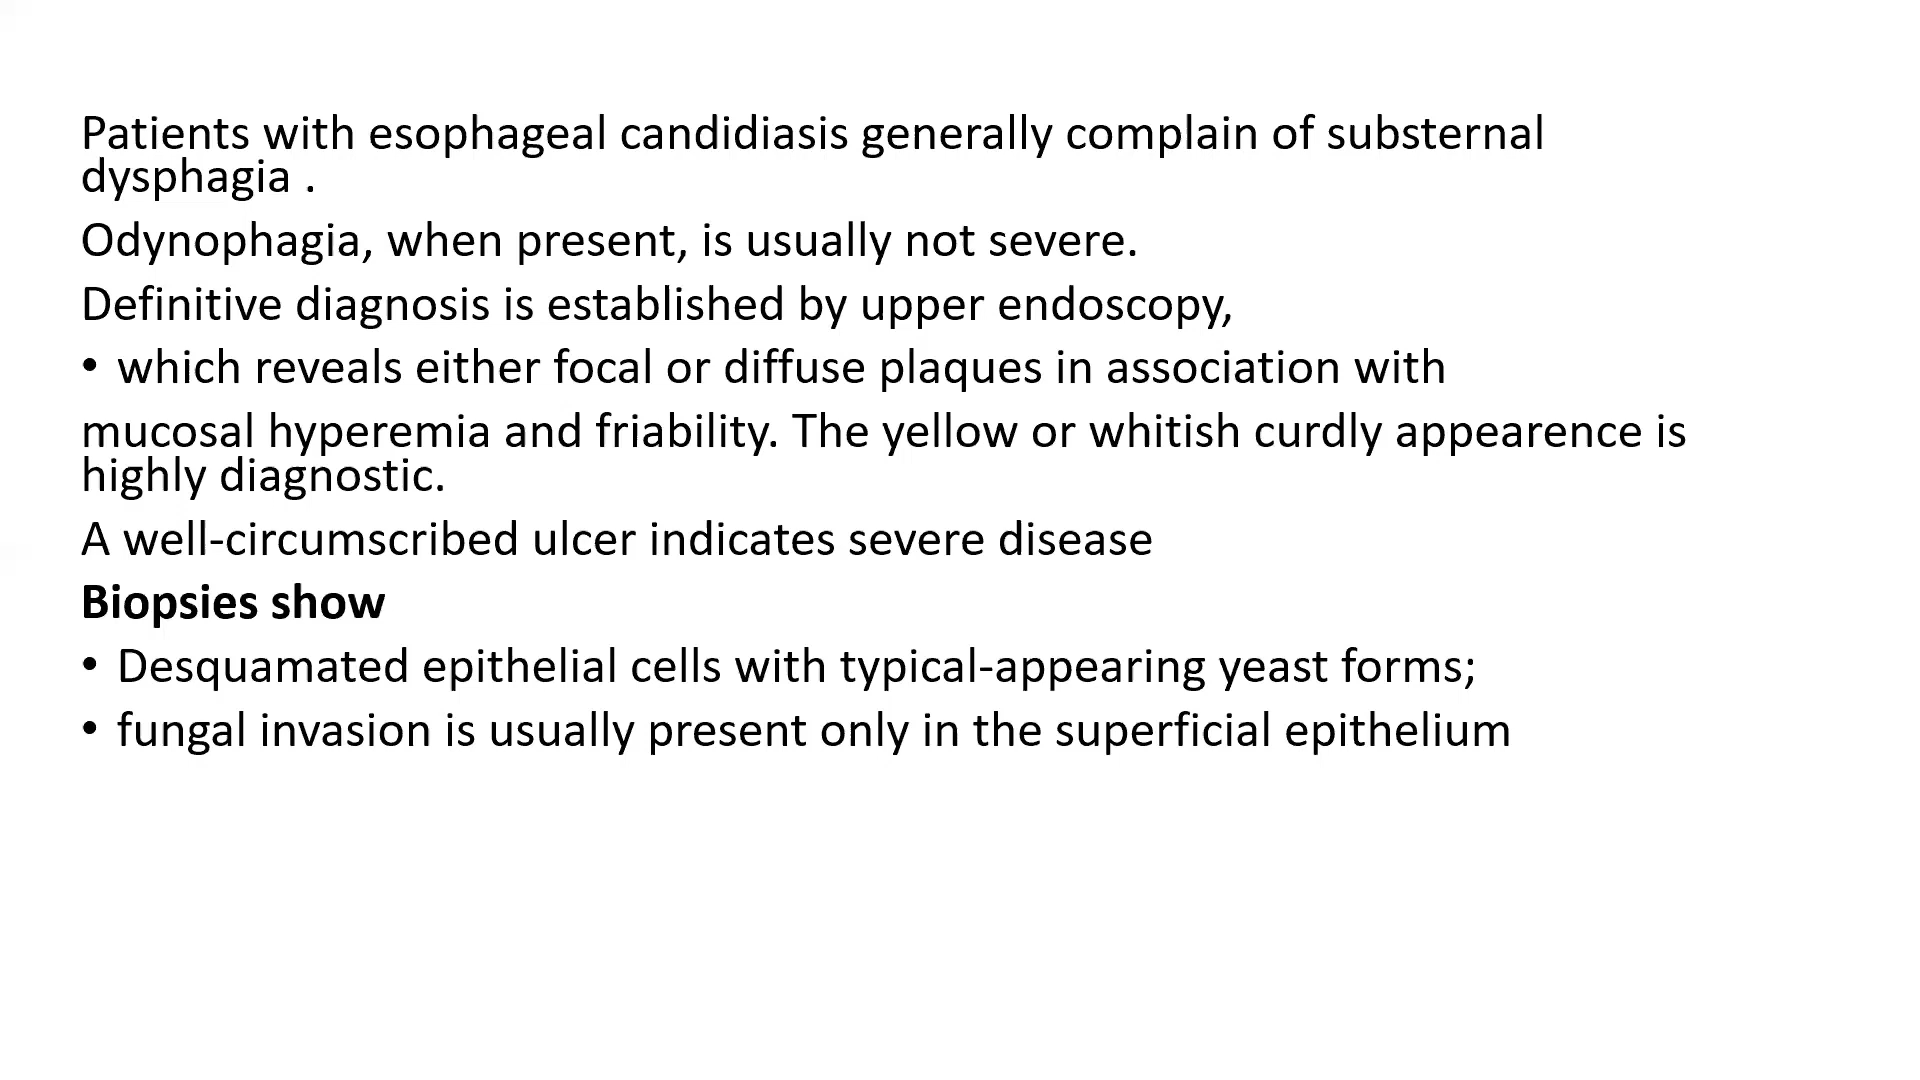 Patients with esophageal candidiasis generally complain of substernal
dysphagia .
Odynophagia, when present, is usually not severe.
Definitive diagnosis is established by upper endoscopy,
• which reveals either focal or diffuse plaques in association with
mucosal hyperemia and friability. The yellow or whitish curdly appearence is
highly diagnostic.
A well-circumscribed ulcer indicates severe disease
Biopsies show
• Desquamated epithelial cells with typical-appearing yeast forms;
• fungal invasion is usually present only in the superficial epithelium